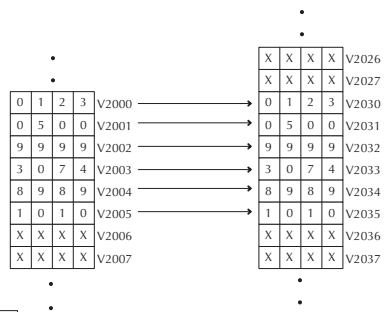 X X X X V2026
X X X X V2027
0 1 2 3 V2000
0 1 2 3 V2030
0 5 0 0 V2001
0 5 0 0 V2031
9 9 9 9 V2002
9 9 9 9 V2032
3 0 7 4 V2003
3 0 7 4 V2033
8 9 8 9 V2004
8 9 8 9 V2034
1 0 1 0 V2005
1 0 1 0 V2035
X X X X V2006
X X X X V2036
X X X X V2007
X X X X V2037